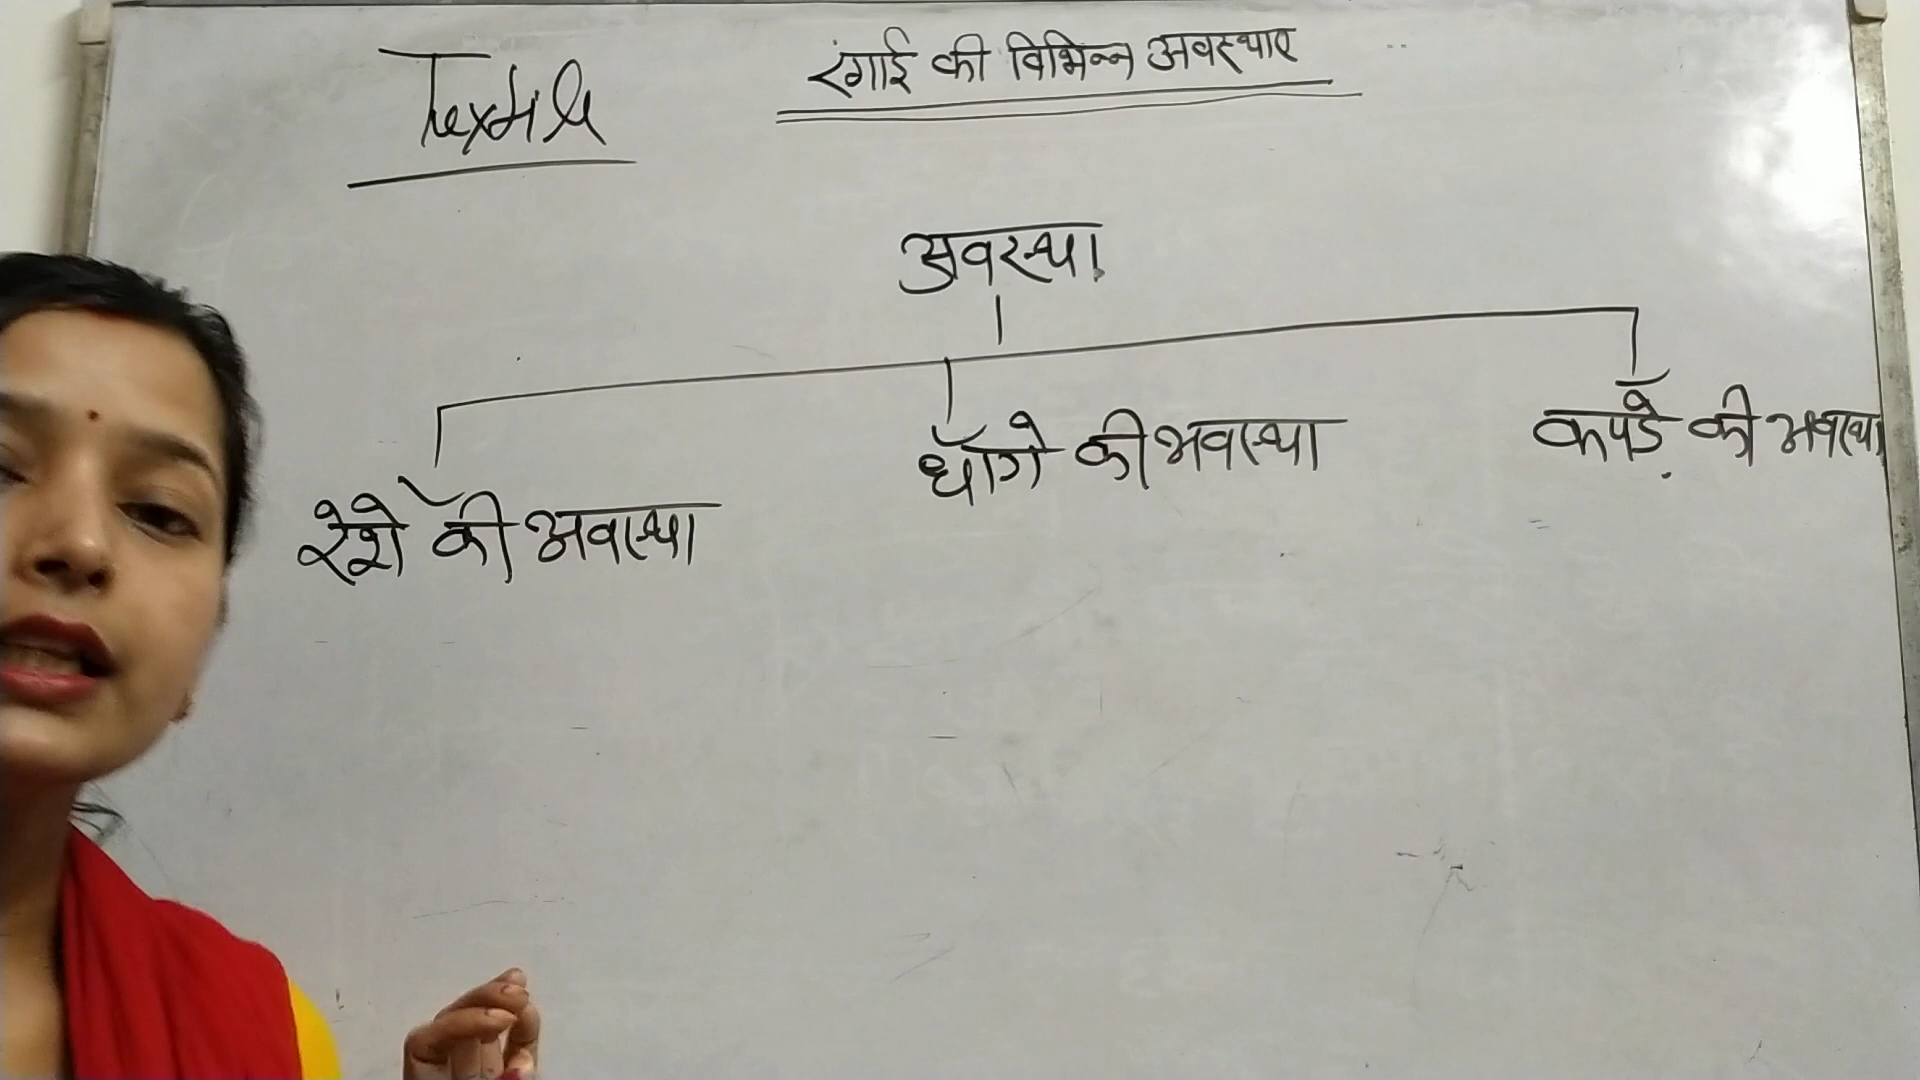 Textile
रंगाई की विभिन्न अवस्थाए
अवस्था
रेशे की अवस्था
धॉगे की अवस्था
कपडे़ की अवस्था